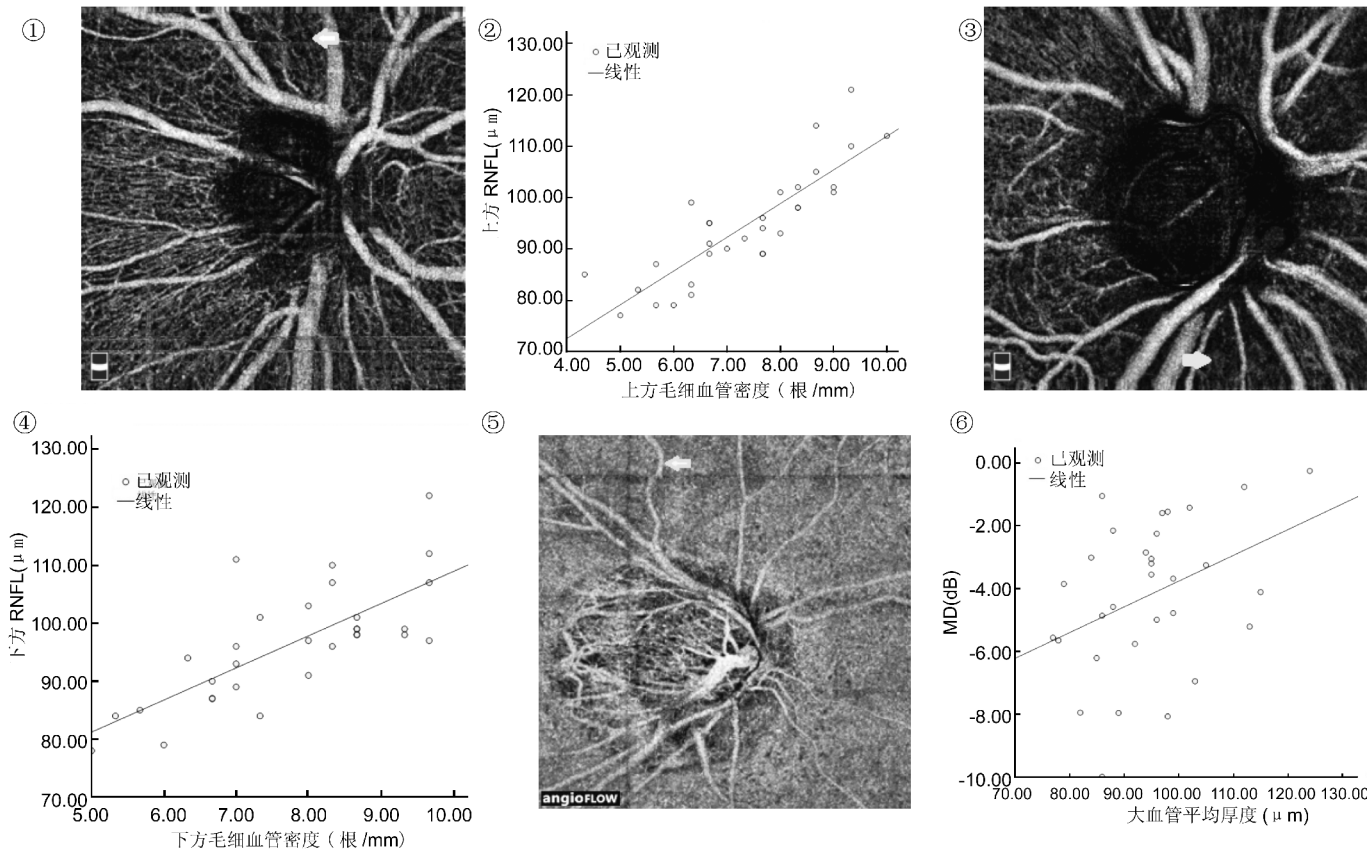 ①
②
③
130.00
120.00
110.00
100.00
90.00
80.00
70.00
上方 RNFL(μm)
已观测
线性
4.00 5.00 6.00 7.00 8.00 9.00 10.00
上方毛细血管密度（根 /mm）
④
⑤
⑥
130.00
120.00
110.00
100.00
90.00
80.00
70.00
下方 RNFL(μm)
已观测
线性
5.00 6.00 7.00 8.00 9.00 10.00
下方毛细血管密度（根 /mm）
angioFLOW
0.00
-2.00
-4.00
-6.00
-8.00
-10.00
MD(dB)
已观测
线性
70.00 80.00 90.00 100.00 110.00 120.00 130.00
大血管平均厚度 (μm)